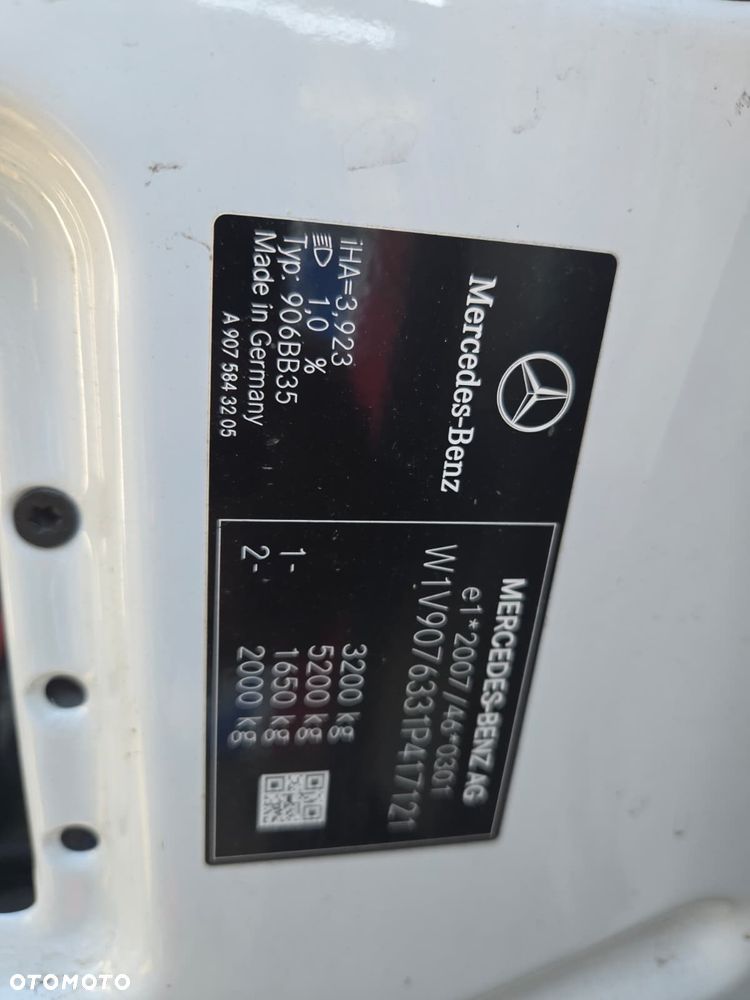 Mercedes-Benz
iHA=3,923
1,0 %
Typ: 906BB35
Made in Germany
A 907 584 32 05
MERCEDES-BENZ AG
e1*2007/46*0301
W1V9076331P417121
3200 kg
5200 kg
1- 1650 kg
2- 2000 kg
OTOMOTO